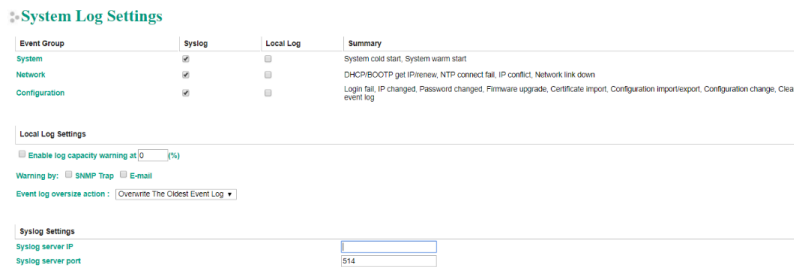 System Log Settings
Event Group Syslog Local Log Summary
System System cold start, System warm start
Network DHCP/BOOTP get IP/renew, NTP connect fail, IP conflict, Network link down
Configuration Login fail, IP changed, Password changed, Firmware upgrade, Certificate import, Configuration import/export, Configuration change, Clea
event log
Local Log Settings
Enable log capacity warning at 0 (%)
Warning by: SNMP Trap E-mail
Event log oversize action : Overwrite The Oldest Event Log
Syslog Settings
Syslog server IP
Syslog server port 514